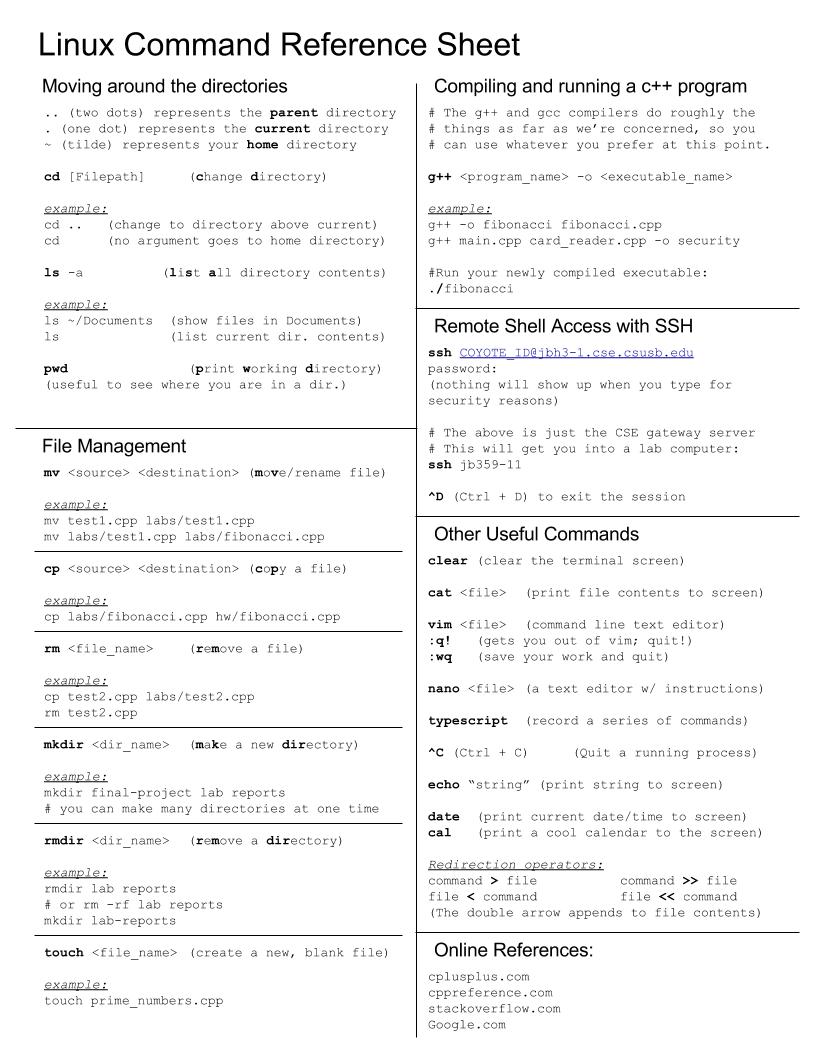 Linux Command Reference Sheet
Moving around the directories
.. (two dots) represents the parent directory
. (one dot) represents the current directory
~ (tilde) represents your home directory
cd [Filepath] (change directory)
example:
cd .. (change to directory above current)
cd (no argument goes to home directory)
ls -a (list all directory contents)
example:
ls ~/Documents (show files in Documents)
ls (list current dir. contents)
pwd (print working directory)
(useful to see where you are in a dir.)
File Management
mv <source> <destination> (move/rename file)
example:
mv test1.cpp labs/test1.cpp
mv labs/test1.cpp labs/fibonacci.cpp
cp <source> <destination> (copy a file)
example:
cp labs/fibonacci.cpp hw/fibonacci.cpp
rm <file_name> (remove a file)
example:
cp test2.cpp labs/test2.cpp
rm test2.cpp
mkdir <dir_name> (make a new directory)
example:
mkdir final-project lab reports
# you can make many directories at one time
rmdir <dir_name> (remove a directory)
example:
rmdir lab reports
# or rm -rf lab reports
mkdir lab-reports
touch <file_name> (create a new, blank file)
example:
touch prime_numbers.cpp
Compiling and running a c++ program
# The g++ and gcc compilers do roughly the
# things as far as we’re concerned, so you
# can use whatever you prefer at this point.
g++ <program_name> -o <executable_name>
example:
g++ -o fibonacci fibonacci.cpp
g++ main.cpp card_reader.cpp -o security
#Run your newly compiled executable:
./fibonacci
Remote Shell Access with SSH
ssh COYOTE_ID@jbh3-1.cse.csusb.edu
password:
(nothing will show up when you type for
security reasons)
# The above is just the CSE gateway server
# This will get you into a lab computer:
ssh jb359-11
^D (Ctrl + D) to exit the session
Other Useful Commands
clear (clear the terminal screen)
cat <file> (print file contents to screen)
vim <file> (command line text editor)
:q! (gets you out of vim; quit!)
:wq (save your work and quit)
nano <file> (a text editor w/ instructions)
typescript (record a series of commands)
^C (Ctrl + C) (Quit a running process)
echo “string” (print string to screen)
date (print current date/time to screen)
cal (print a cool calendar to the screen)
Redirection operators:
command > file command >> file
file < command file << command
(The double arrow appends to file contents)
Online References:
cplusplus.com
cppreference.com
stackoverflow.com
Google.com